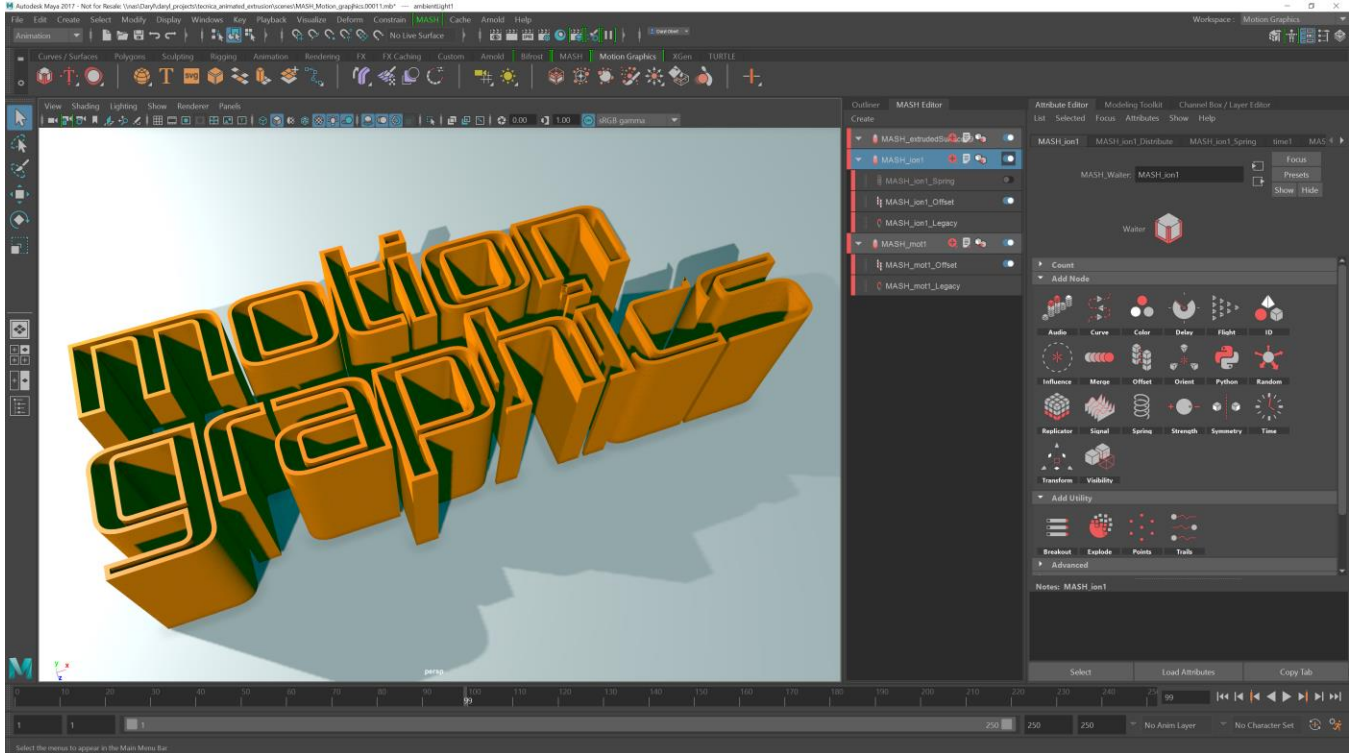 Autodesk Maya 2017 - Not for Resale: \\nas\Daryl\daryl_projects\tecnica_animated_extrusion\scenes\MASH_Motion_grapjhics.00011.mb* --- ambientLight1
File Edit Create Select Modify Display Windows Key Playback Visualize Deform Constrain MASH Cache Arnold Help
Workspace : Motion Graphics
Animation
No Live Surface
Curves / Surfaces Polygons Sculpting Rigging Animation Rendering FX FX Caching Custom Arnold Bifrost MASH Motion Graphics XGen TURTLE
View Shading Lighting Show Renderer Panels
0.00 1.00 sRGB gamma
motion
graphics
persp
Outliner MASH Editor
Create
MASH_ion1
MASH_ion1_Spring
MASH_ion1_Offset
MASH_ion1_Legacy
MASH_mot1
MASH_mot1_Offset
MASH_mot1_Legacy
Attribute Editor Modeling Toolkit Channel Box / Layer Editor
List Selected Focus Attributes Show Help
MASH_ion1 MASH_ion1_Distribute MASH_ion1_Spring time1 MAS
MASH_Waiter: MASH_ion1
Focus
Presets
Show Hide
Waiter
Count
Add Node
Audio Curve Color Delay Flight ID
Influence Merge Offset Orient Python Random
Replicator Signal Spring Strength Symmetry Time
Transform Visibility
Add Utility
Breakout Explode Points Trails
Advanced
Notes: MASH_ion1
Select Load Attributes Copy Tab
0 10 20 30 40 50 60 70 80 90 100 110 120 130 140 150 160 170 180 190 200 210 220 230 240 99
99
1 1 1 250 250 250 No Anim Layer No Character Set
Select the menus to appear in the Main Menu Bar